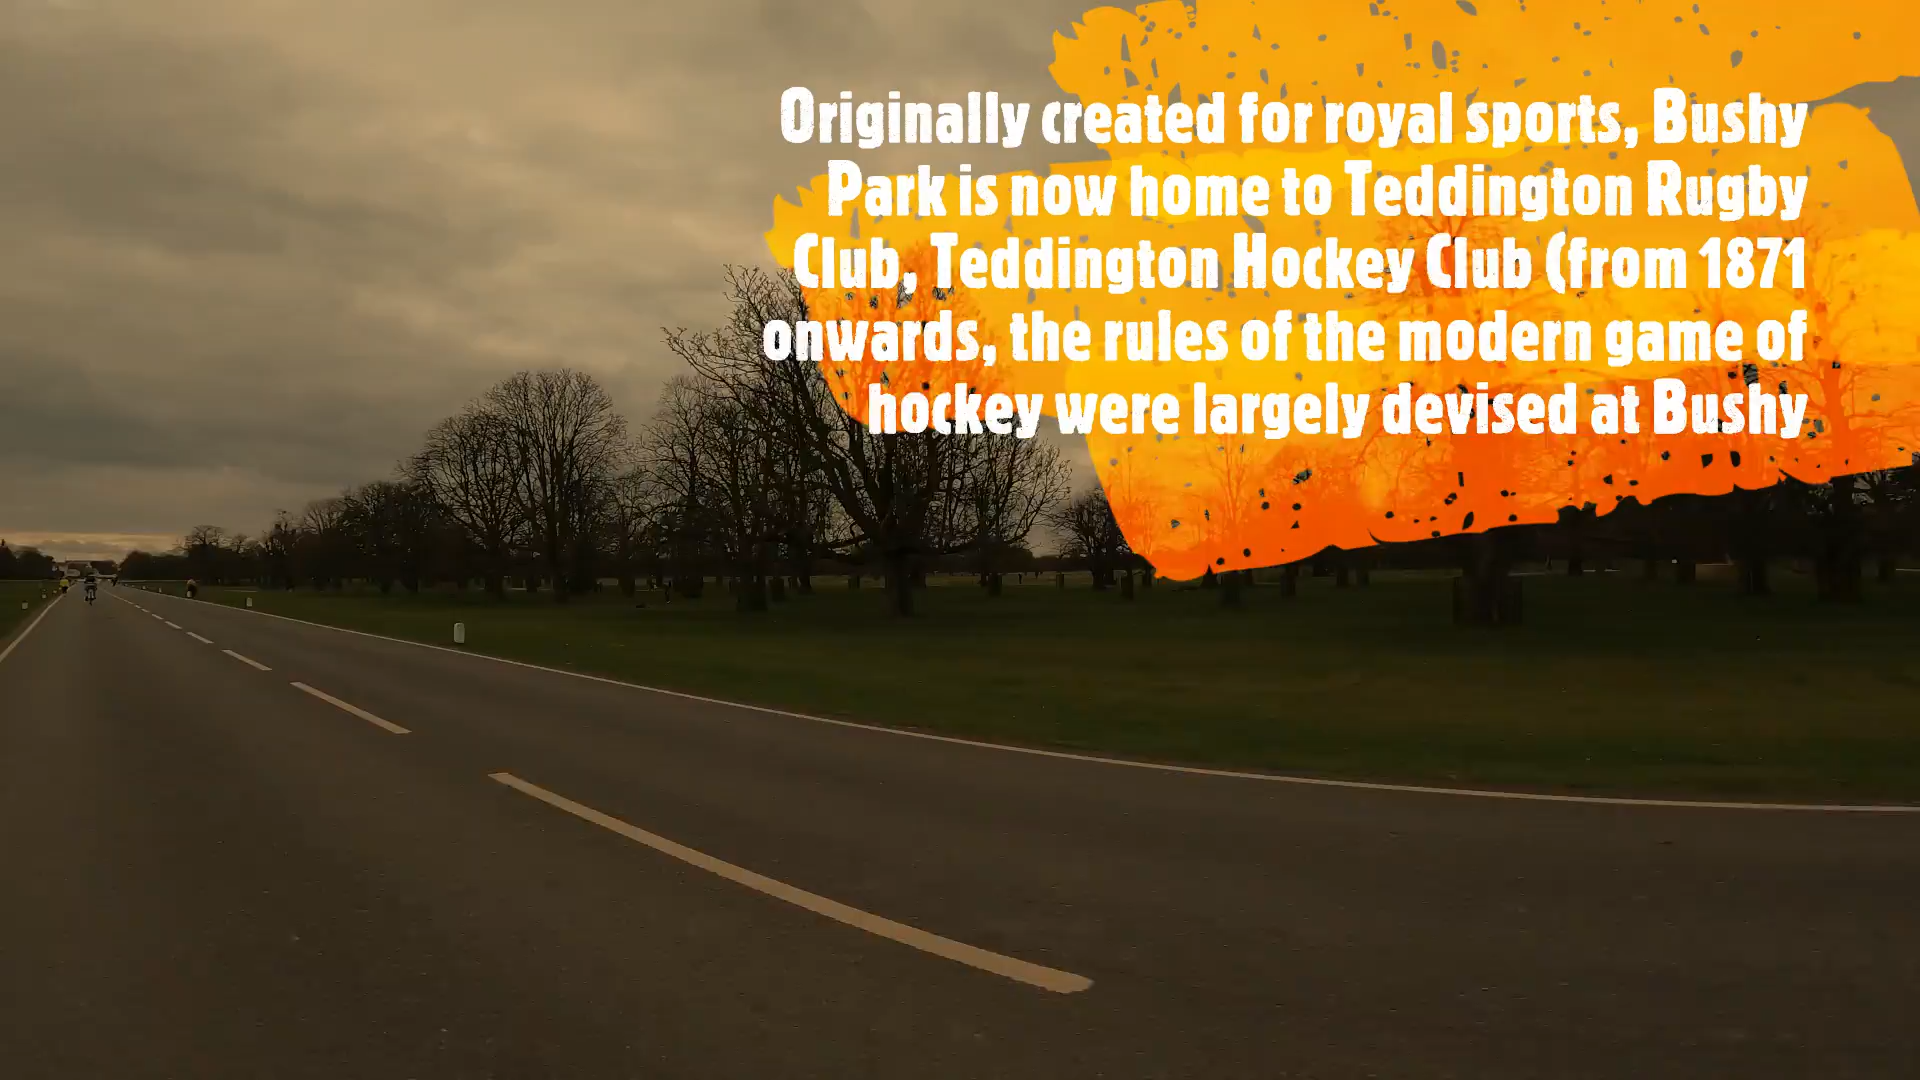 Originally created for royal sports, Bushy
Park is now home to Teddington Rugby
Club, Teddington Hockey Club (from 1871
onwards, the rules of the modern game of
hockey were largely devised at Bushy